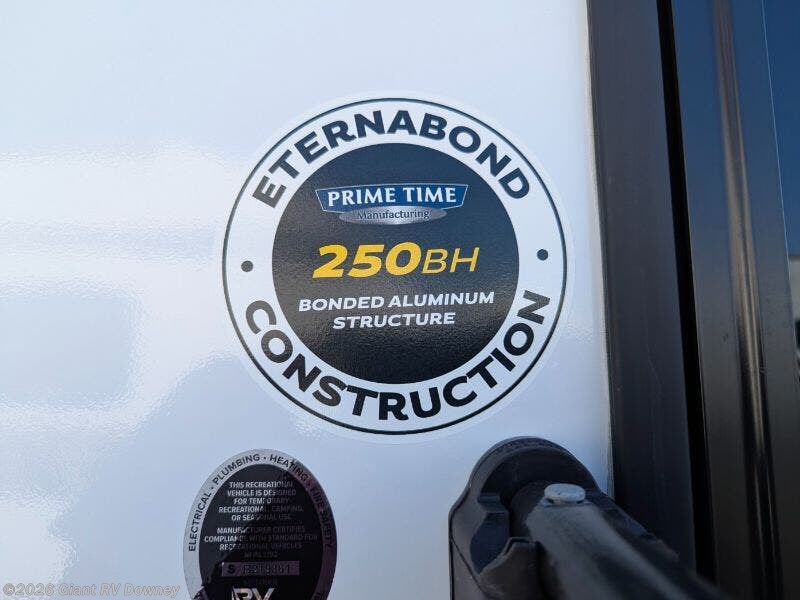 ETERNABOND
PRIME TIME
Manufacturing
250BH
BONDED ALUMINUM
STRUCTURE
CONSTRUCTION
ELECTRICAL • PLUMBING • HEATING • FIRE SAFETY
THIS RECREATIONAL
VEHICLE IS DESIGNED
FOR TEMPORARY
RECREATIONAL, CAMPING,
OR SEASONAL USE.
MANUFACTURER CERTIFIES
COMPLIANCE WITH STANDARD FOR
RECREATIONAL VEHICLES
MEMBER
RV
©2026 Giant RV Downey